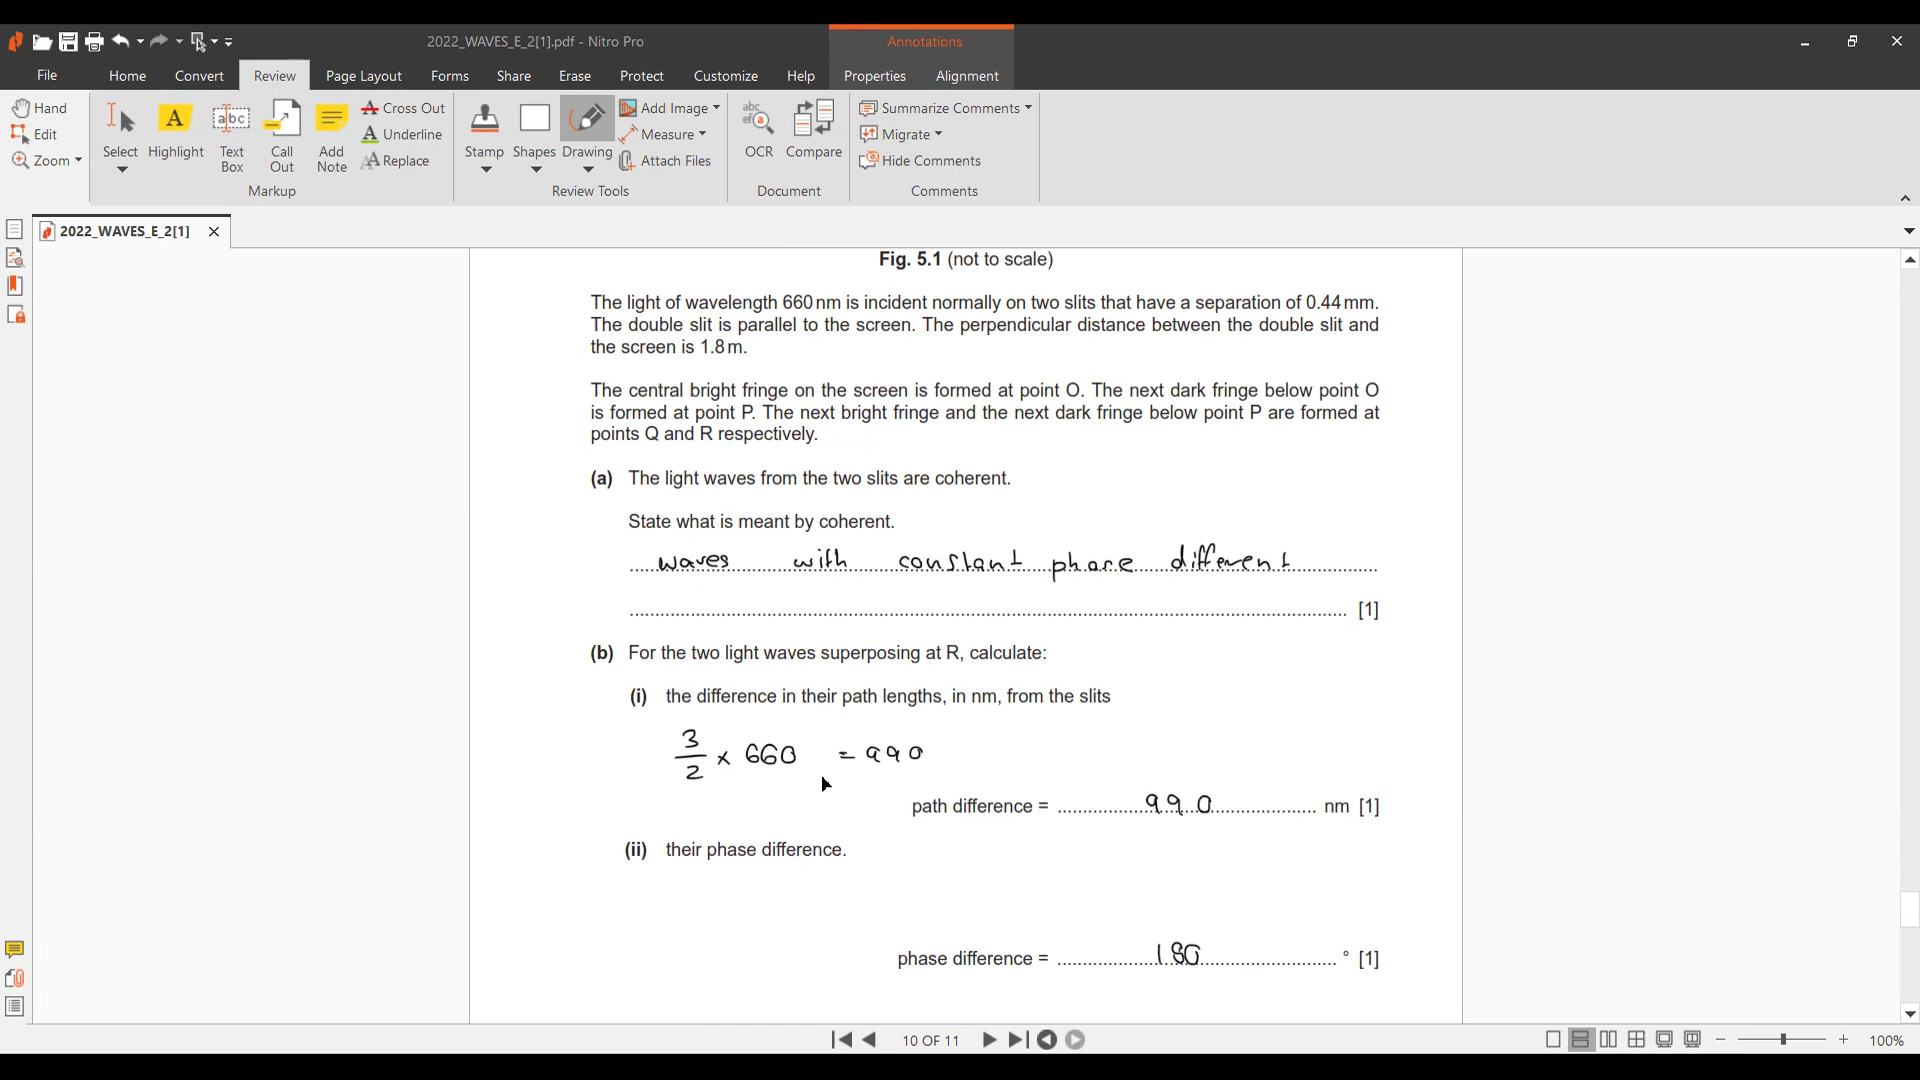 2022_WAVES_E_2[1].pdf - Nitro Pro
Annotations
File Home Convert Review Page Layout Forms Share Erase Protect Customize Help Properties Alignment
Hand
Edit
Zoom
Select
Highlight
Text Box
Call Out
Add Note
Cross Out
Underline
Replace
Markup
Stamp
Shapes
Drawing
Add Image
Measure
Attach Files
Review Tools
OCR
Compare
Document
Summarize Comments
Migrate
Hide Comments
Comments
2022_WAVES_E_2[1]
Fig. 5.1 (not to scale)
The light of wavelength 660 nm is incident normally on two slits that have a separation of 0.44 mm.
The double slit is parallel to the screen. The perpendicular distance between the double slit and
the screen is 1.8 m.
The central bright fringe on the screen is formed at point O. The next dark fringe below point O
is formed at point P. The next bright fringe and the next dark fringe below point P are formed at
points Q and R respectively.
(a) The light waves from the two slits are coherent.
State what is meant by coherent.
waves with constant phase different
[1]
(b) For the two light waves superposing at R, calculate:
(i) the difference in their path lengths, in nm, from the slits
3/2 × 660 = 990
path difference = 990 nm [1]
(ii) their phase difference.
phase difference = 180 ° [1]
10 OF 11
100%